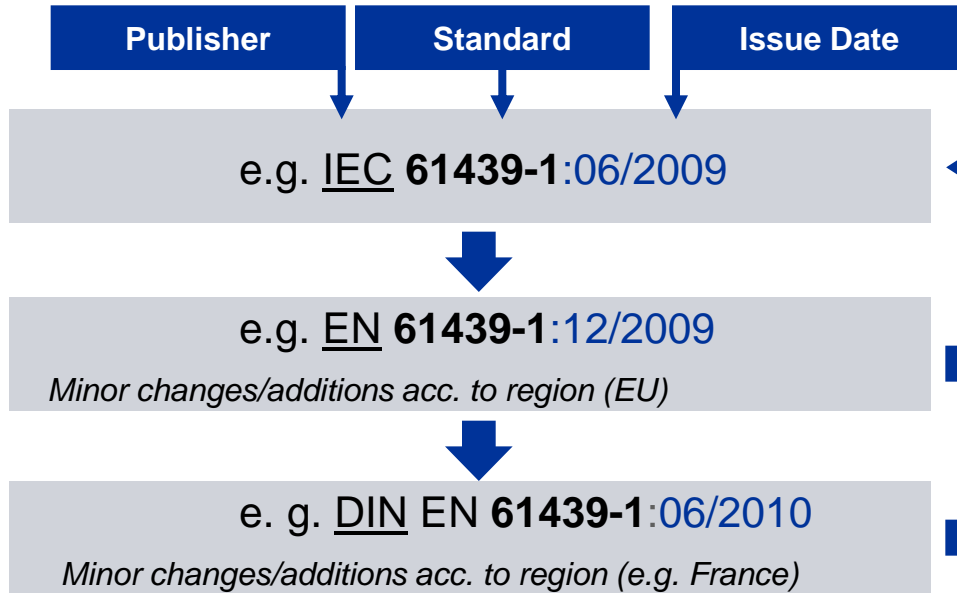 Publisher Standard Issue Date
e.g. IEC 61439-1:06/2009
e.g. EN 61439-1:12/2009
Minor changes/additions acc. to region (EU)
e. g. DIN EN 61439-1:06/2010
Minor changes/additions acc. to region (e.g. France)